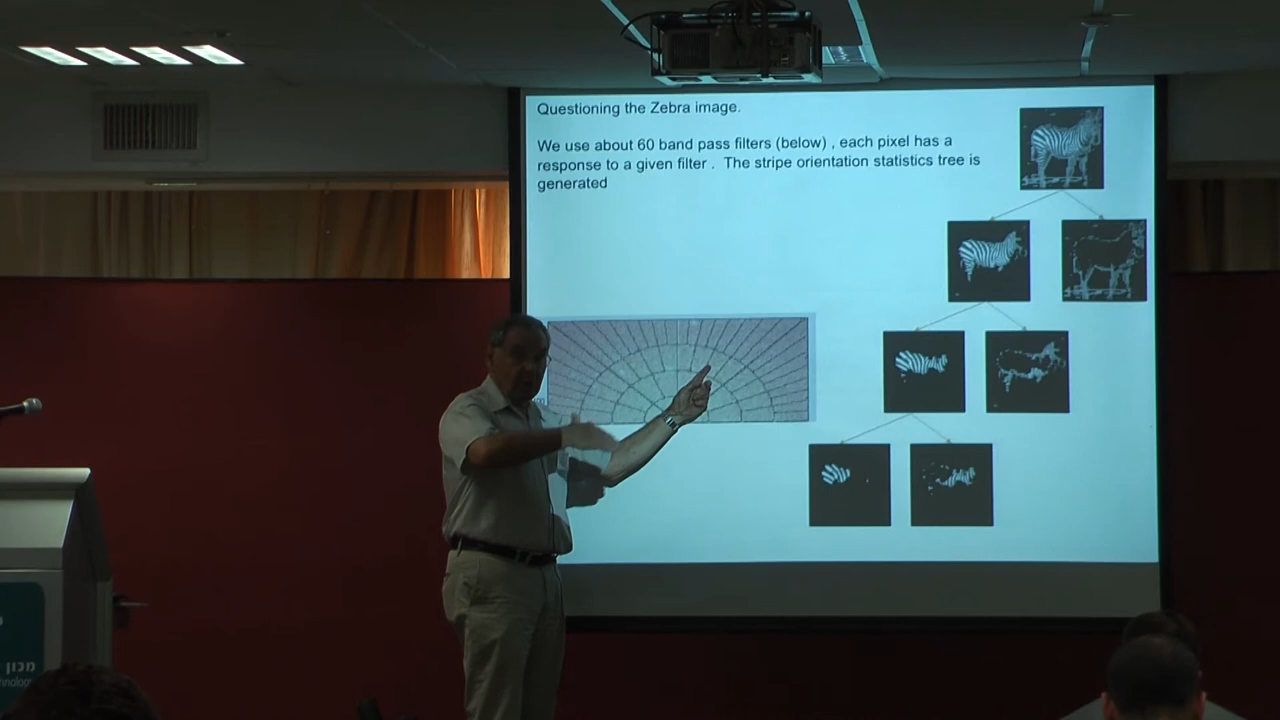 Questioning the Zebra image.
We use about 60 band pass filters (below) , each pixel has a
response to a given filter .  The stripe orientation statistics tree is
generated
מכון